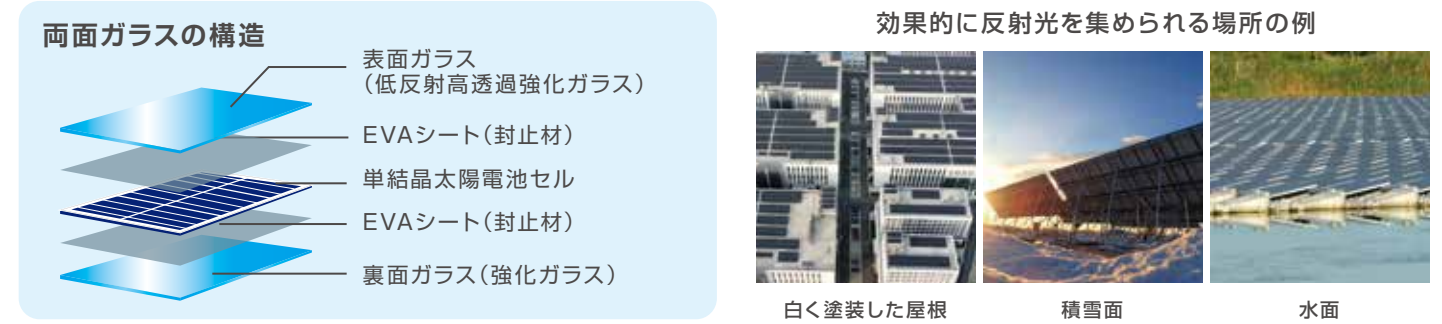 両面ガラスの構造
表面ガラス
（低反射高透過強化ガラス）
EVAシート（封止材）
単結晶太陽電池セル
EVAシート（封止材）
裏面ガラス（強化ガラス）
効果的に反射光を集められる場所の例
白く塗装した屋根
積雪面
水面